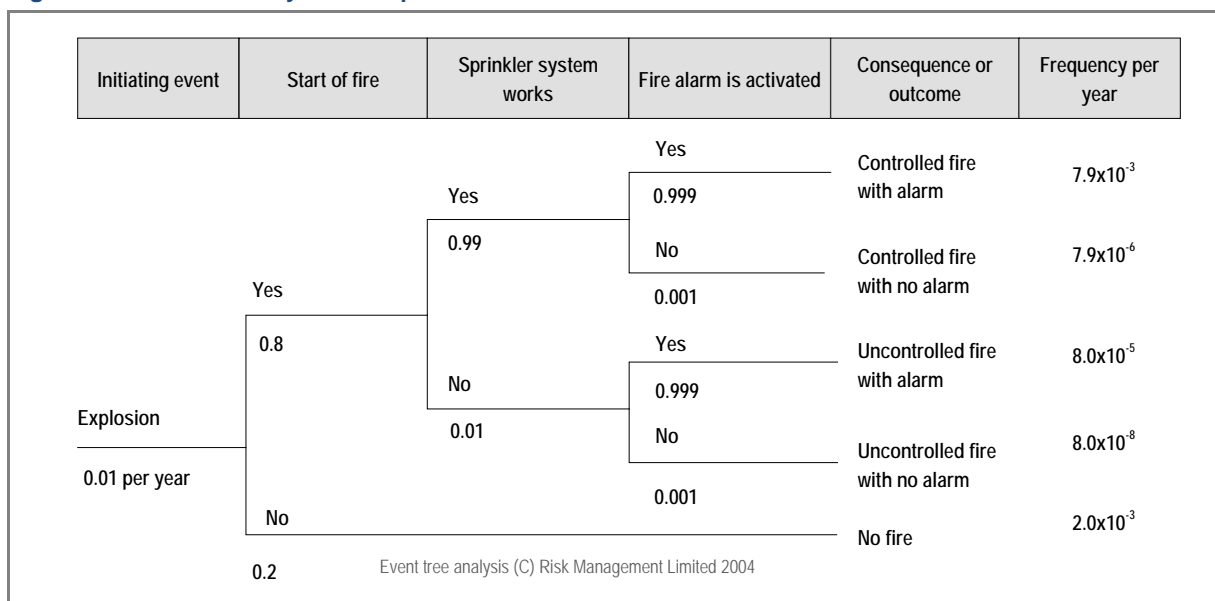 Initiating event
Start of fire
Sprinkler system
works
Fire alarm is activated
Consequence or
outcome
Frequency per
year
Yes
0.999
Controlled fire
with alarm
7.9x10-3
Yes
0.99
No
0.001
Controlled fire
with no alarm
7.9x10-6
Yes
0.8
Yes
0.999
Uncontrolled fire
with alarm
8.0x10-5
No
0.01
No
0.001
Uncontrolled fire
with no alarm
8.0x10-8
Explosion
0.01 per year
No
0.2
No fire
2.0x10-3
Event tree analysis (C) Risk Management Limited 2004